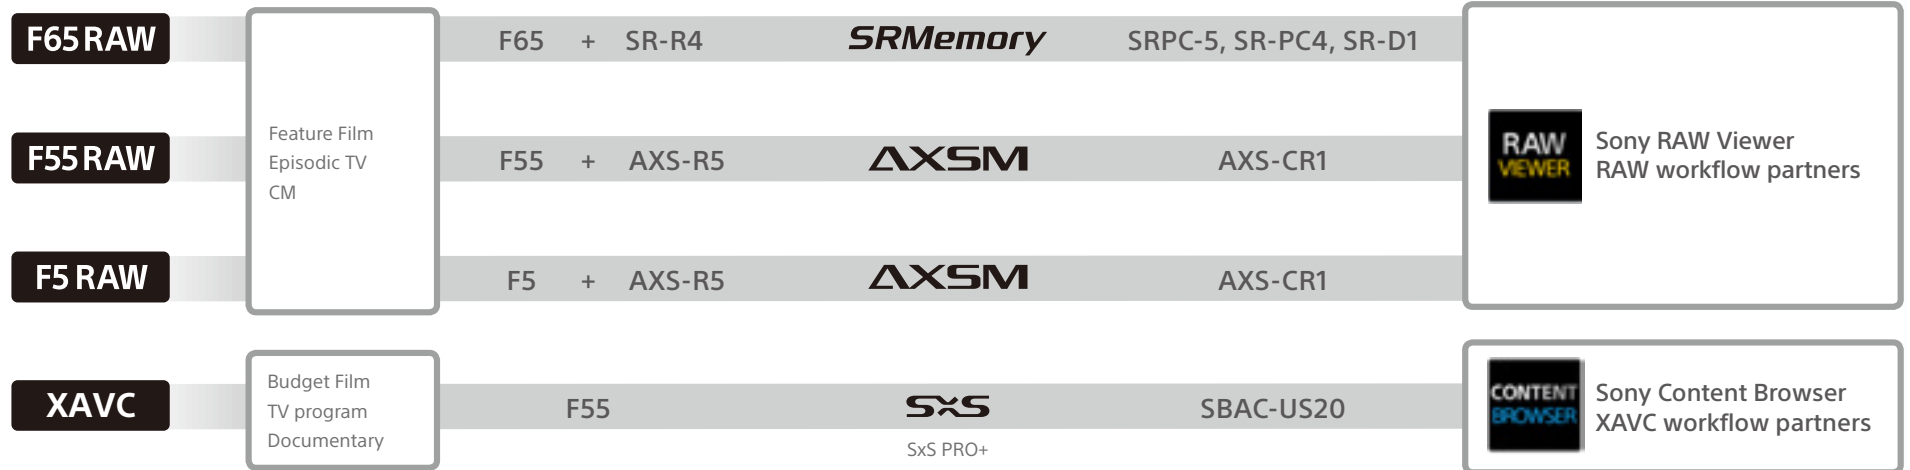 F65 RAW
F65 + SR-R4 SRMemory SRPC-5, SR-PC4, SR-D1
Feature Film
Episodic TV
CM
F55 RAW
F55 + AXS-R5 AXSM AXS-CR1
RAW
VIEWER
Sony RAW Viewer
RAW workflow partners
F5 RAW
F5 + AXS-R5 AXSM AXS-CR1
XAVC
Budget Film
TV program
Documentary
F55 SxS SBAC-US20
SxS PRO+
CONTENT
BROWSER
Sony Content Browser
XAVC workflow partners